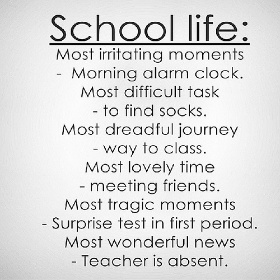 School life:
Most irritating moments
- Morning alarm clock.
Most difficult task
- to find socks.
Most dreadful journey
- way to class.
Most lovely time
- meeting friends.
Most tragic moments
- Surprise test in first period.
Most wonderful news
- Teacher is absent.